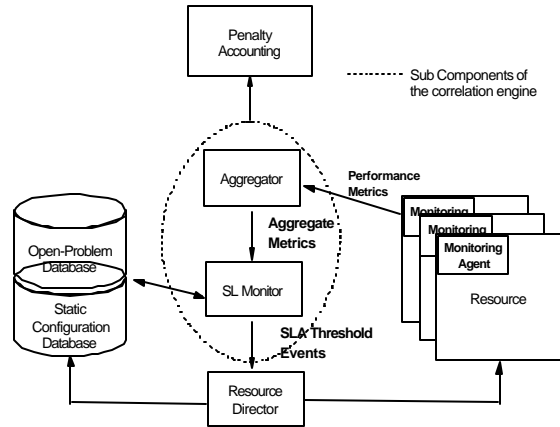 Penalty
Accounting
Sub Components of
the correlation engine
Performance
Metrics
Aggregator
Aggregate
Metrics
Monitoring
Monitoring
Monitoring
Agent
Resource
Open-Problem
Database
Static
Configuration
Database
SL Monitor
SLA Threshold
Events
Resource
Director